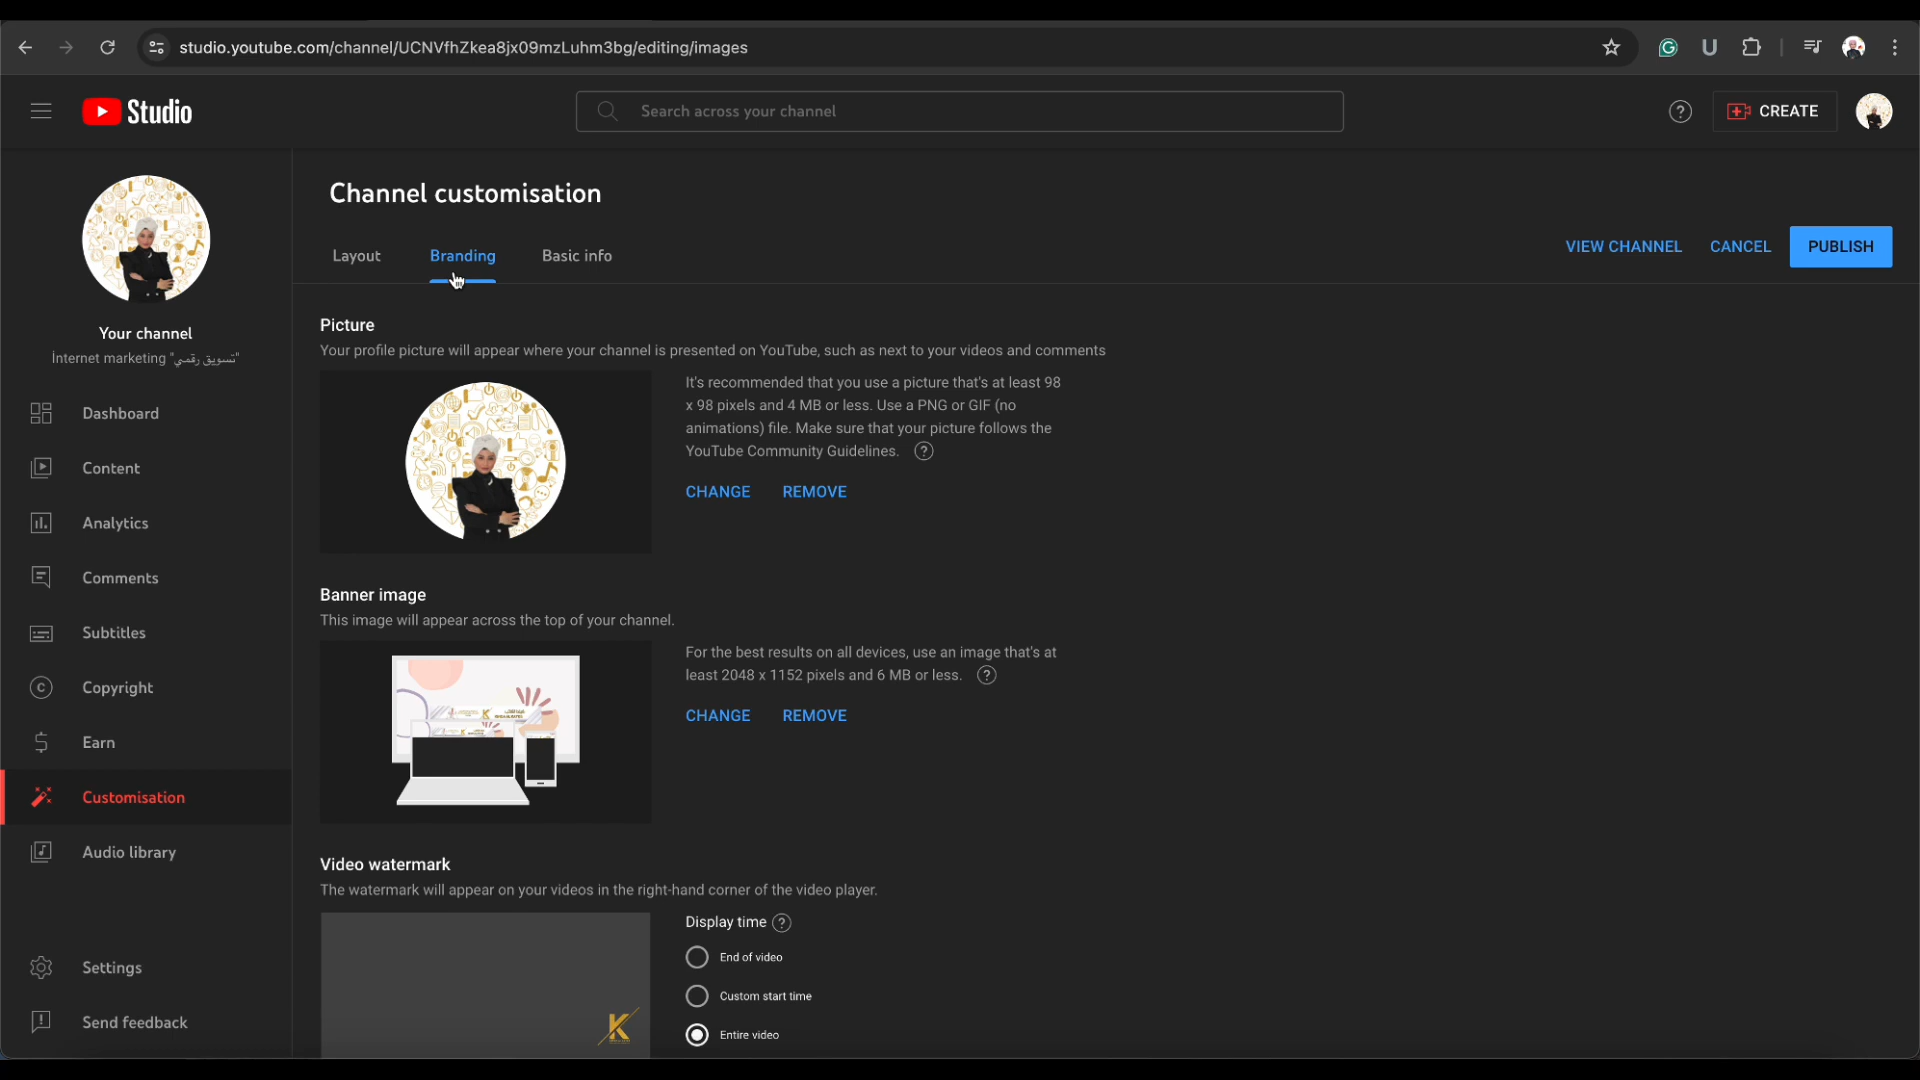 studio.youtube.com/channel/UCNVfhZkea8jx09mzLuhm3bg/editing/images
Studio
Search across your channel
CREATE
Channel customisation
Layout
Branding
Basic info
VIEW CHANNEL
CANCEL
PUBLISH
Your channel
İnternet marketing "تسويق رقمي"
Dashboard
Content
Analytics
Comments
Subtitles
Copyright
Earn
Customisation
Audio library
Settings
Send feedback
Picture
Your profile picture will appear where your channel is presented on YouTube, such as next to your videos and comments
It's recommended that you use a picture that's at least 98
x 98 pixels and 4 MB or less. Use a PNG or GIF (no
animations) file. Make sure that your picture follows the
YouTube Community Guidelines.
CHANGE
REMOVE
Banner image
This image will appear across the top of your channel.
For the best results on all devices, use an image that's at
least 2048 x 1152 pixels and 6 MB or less.
CHANGE
REMOVE
Video watermark
The watermark will appear on your videos in the right-hand corner of the video player.
K
Display time
End of video
Custom start time
Entire video